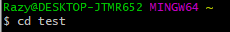 Razy@DESKTOP-JTMR652 MINGW64 ~
$ cd test